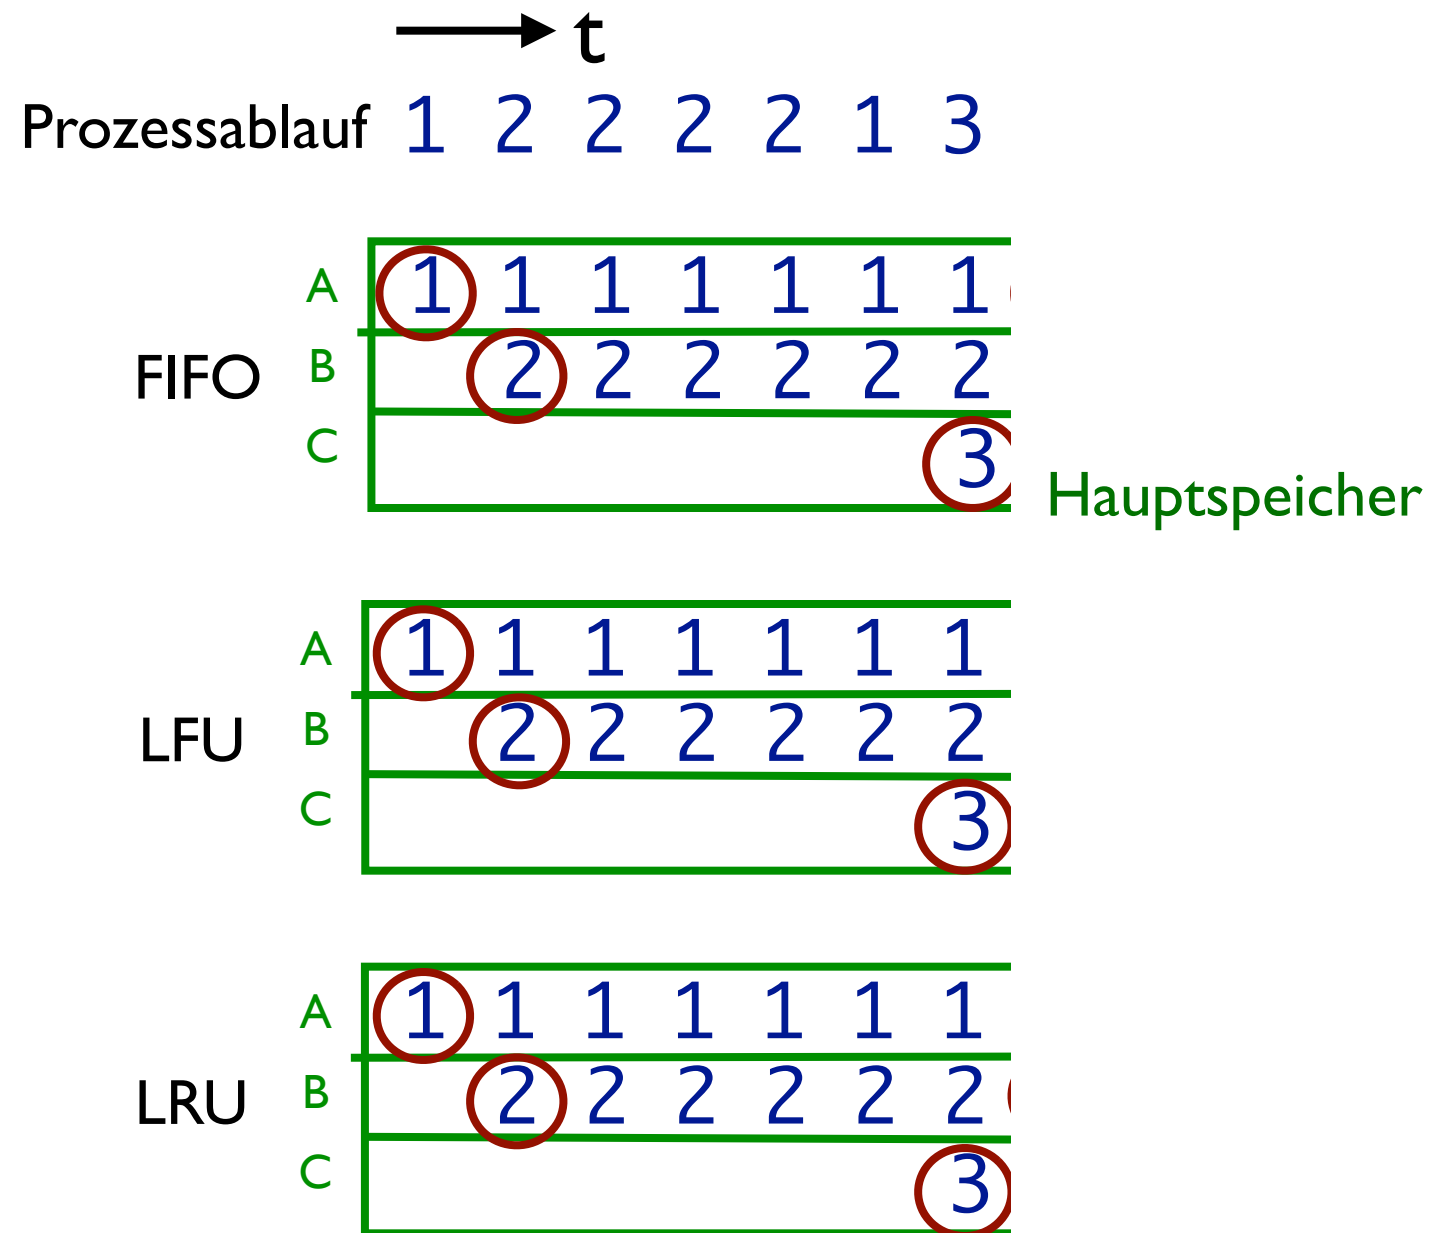 t
Prozessablauf 1 2 2 2 2 1 3
A 1 1 1 1 1 1 1
FIFO B 2 2 2 2 2 2
C 3
Hauptspeicher
A 1 1 1 1 1 1 1
LFU B 2 2 2 2 2 2
C 3
A 1 1 1 1 1 1 1
LRU B 2 2 2 2 2 2
C 3